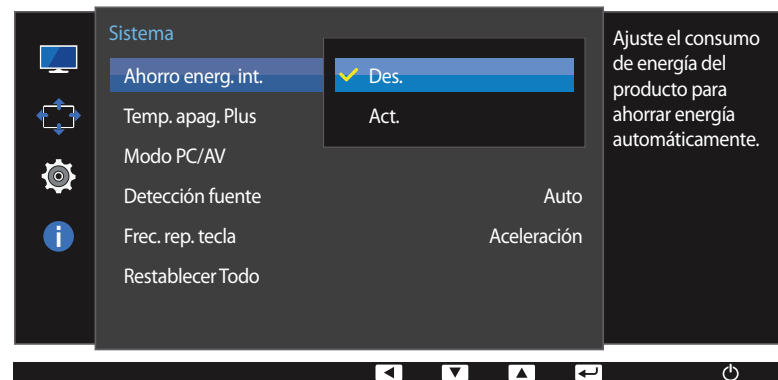 Sistema
Ahorro energ. int.
Des.
Temp. apag. Plus
Act.
Modo PC/AV
Detección fuente
Auto
Frec. rep. tecla
Aceleración
Restablecer Todo
Ajuste el consumo
de energía del
producto para
ahorrar energía
automáticamente.